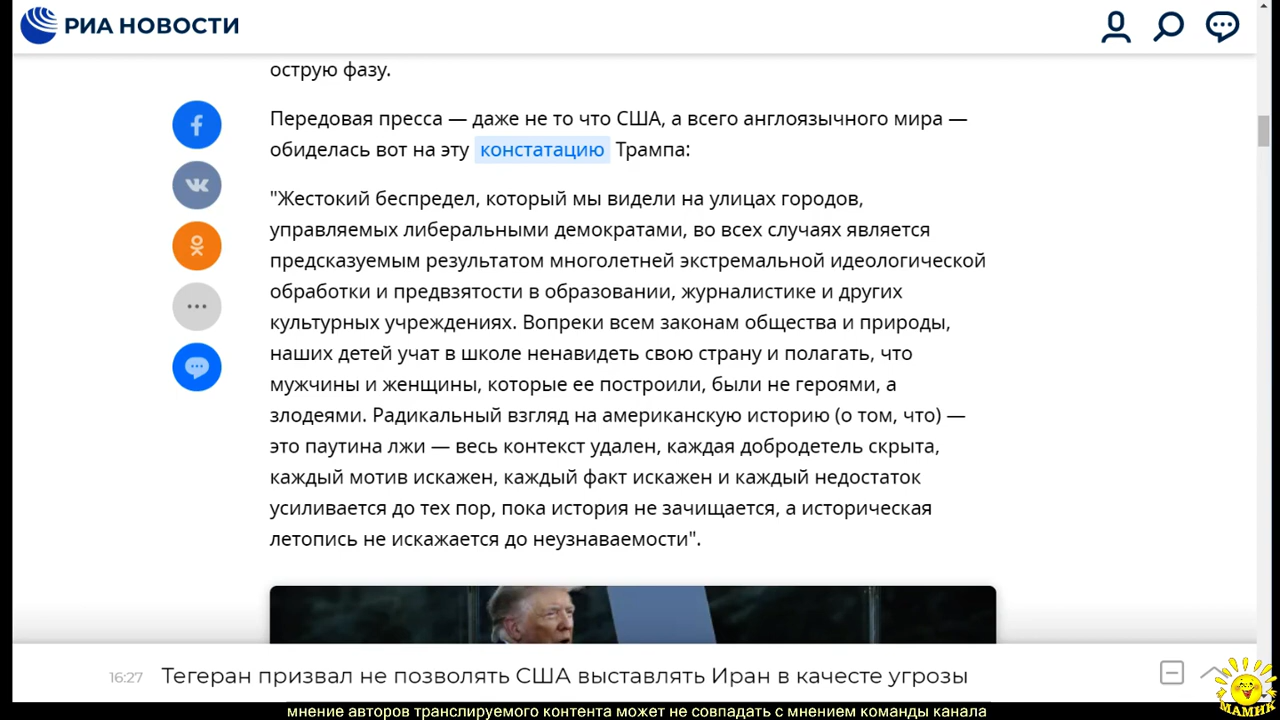 РИА НОВОСТИ
острую фазу.
Передовая пресса — даже не то что США, а всего англоязычного мира —
обиделась вот на эту констатацию Трампа:
"Жестокий беспредел, который мы видели на улицах городов,
управляемых либеральными демократами, во всех случаях является
предсказуемым результатом многолетней экстремальной идеологической
обработки и предвзятости в образовании, журналистике и других
культурных учреждениях. Вопреки всем законам общества и природы,
наших детей учат в школе ненавидеть свою страну и полагать, что
мужчины и женщины, которые ее построили, были не героями, а
злодеями. Радикальный взгляд на американскую историю (о том, что) —
это паутина лжи — весь контекст удален, каждая добродетель скрыта,
каждый мотив искажен, каждый факт искажен и каждый недостаток
усиливается до тех пор, пока история не зачищается, а историческая
летопись не искажается до неузнаваемости".
16:27 Тегеран призвал не позволять США выставлять Иран в качесте угрозы
МАМИК
мнение авторов транслируемого контента может не совпадать с мнением команды канала